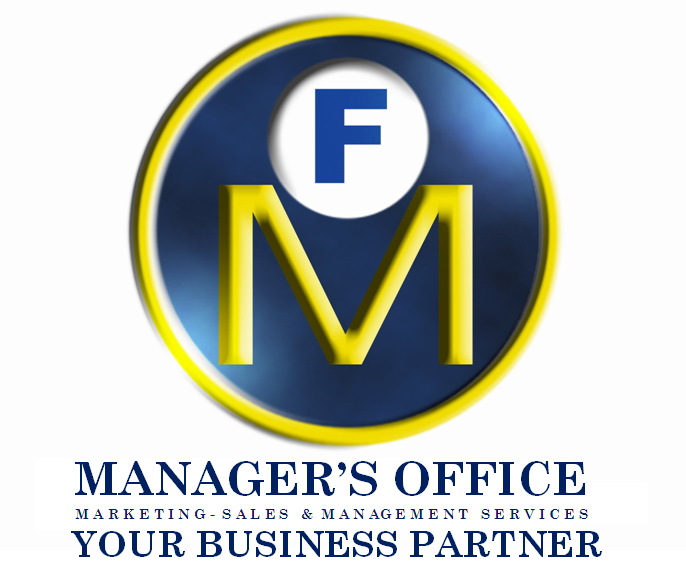 F
M
MANAGER'S OFFICE
MARKETING-SALES & MANAGEMENT SERVICES
YOUR BUSINESS PARTNER